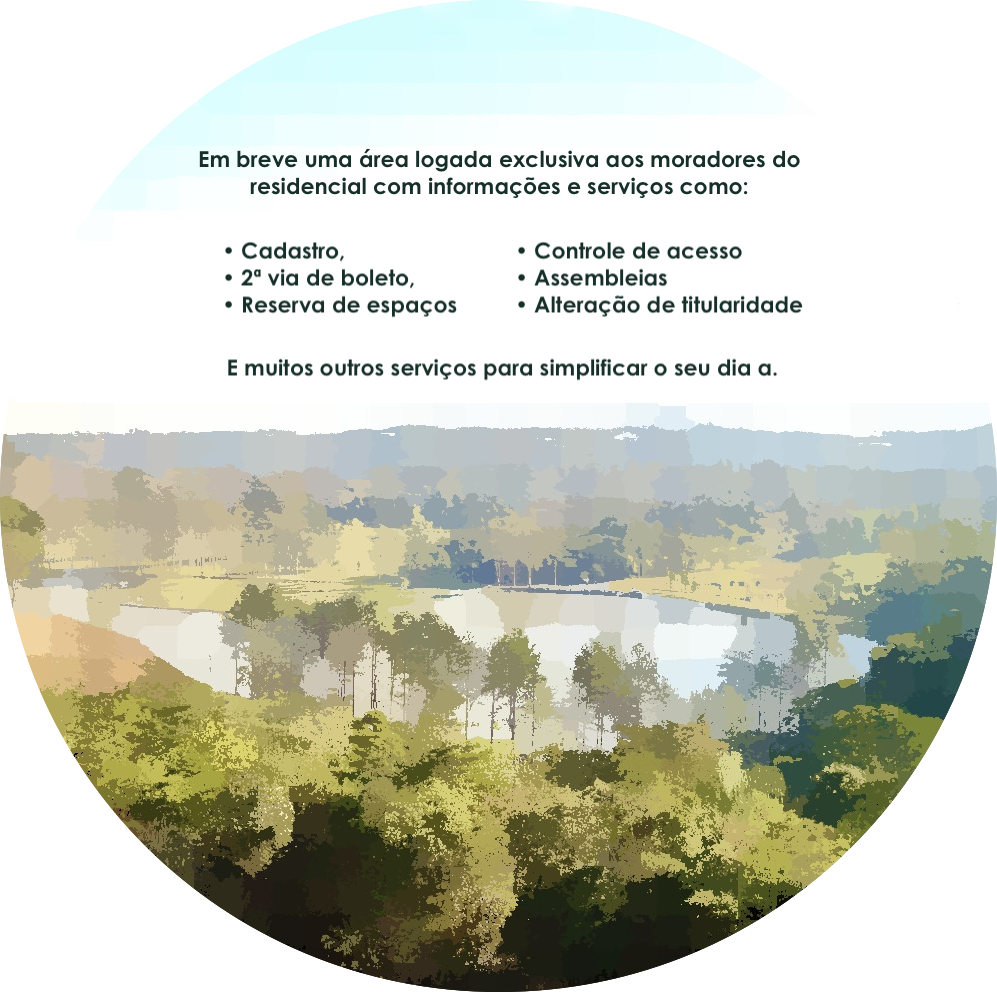 Em breve uma área logada exclusiva aos moradores do
residencial com informações e serviços como:
• Cadastro,
• 2ª via de boleto,
• Reserva de espaços
• Controle de acesso
• Assembleias
• Alteração de titularidade
E muitos outros serviços para simplificar o seu dia a.